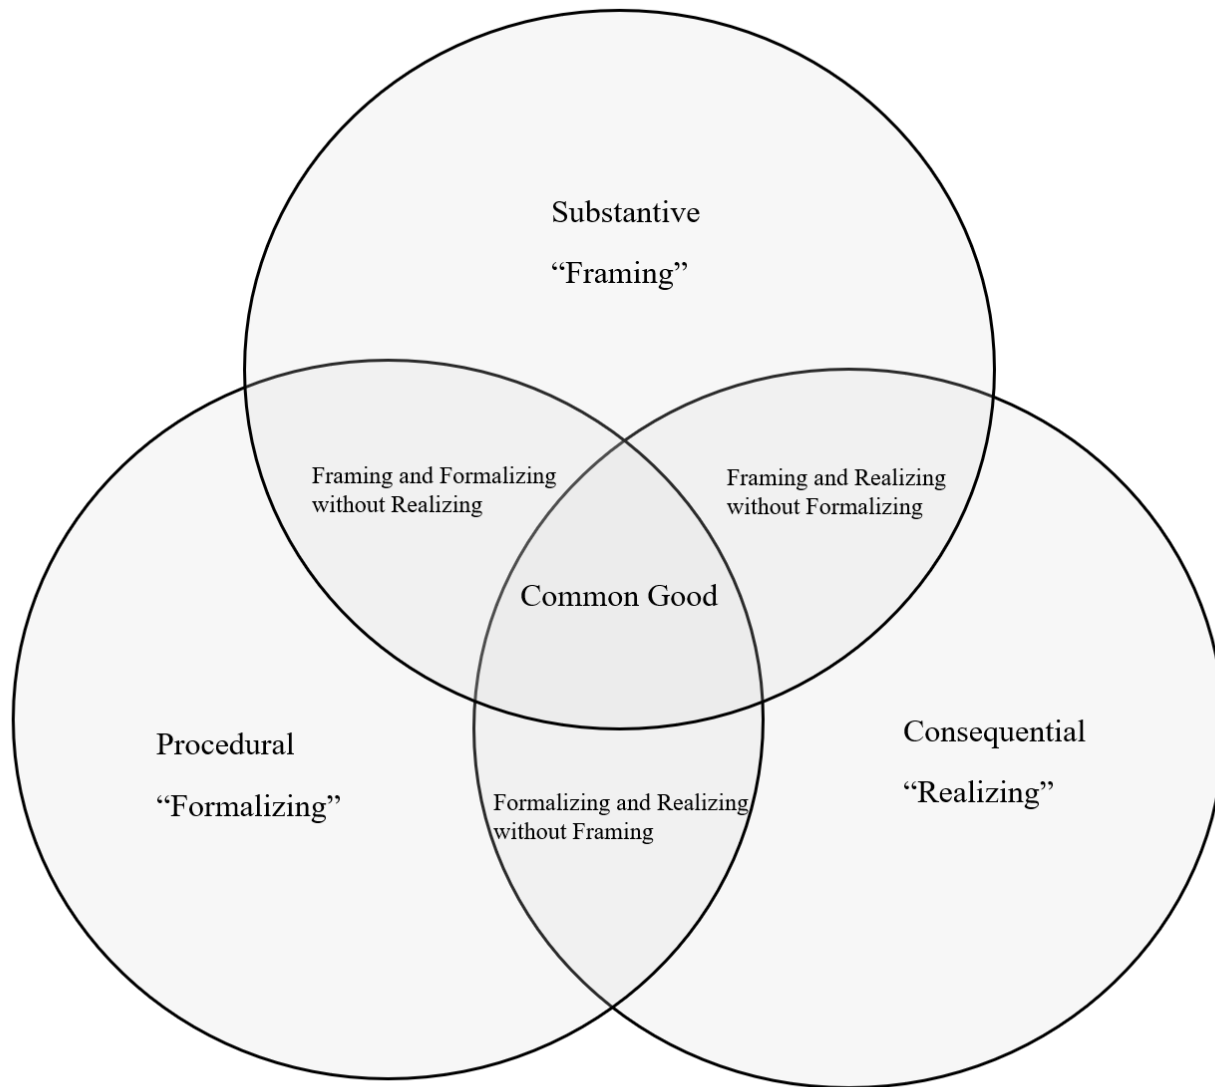 Substantive
“Framing”
Framing and Formalizing
without Realizing
Framing and Realizing
without Formalizing
Common Good
Procedural
“Formalizing”
Consequential
“Realizing”
Formalizing and Realizing
without Framing